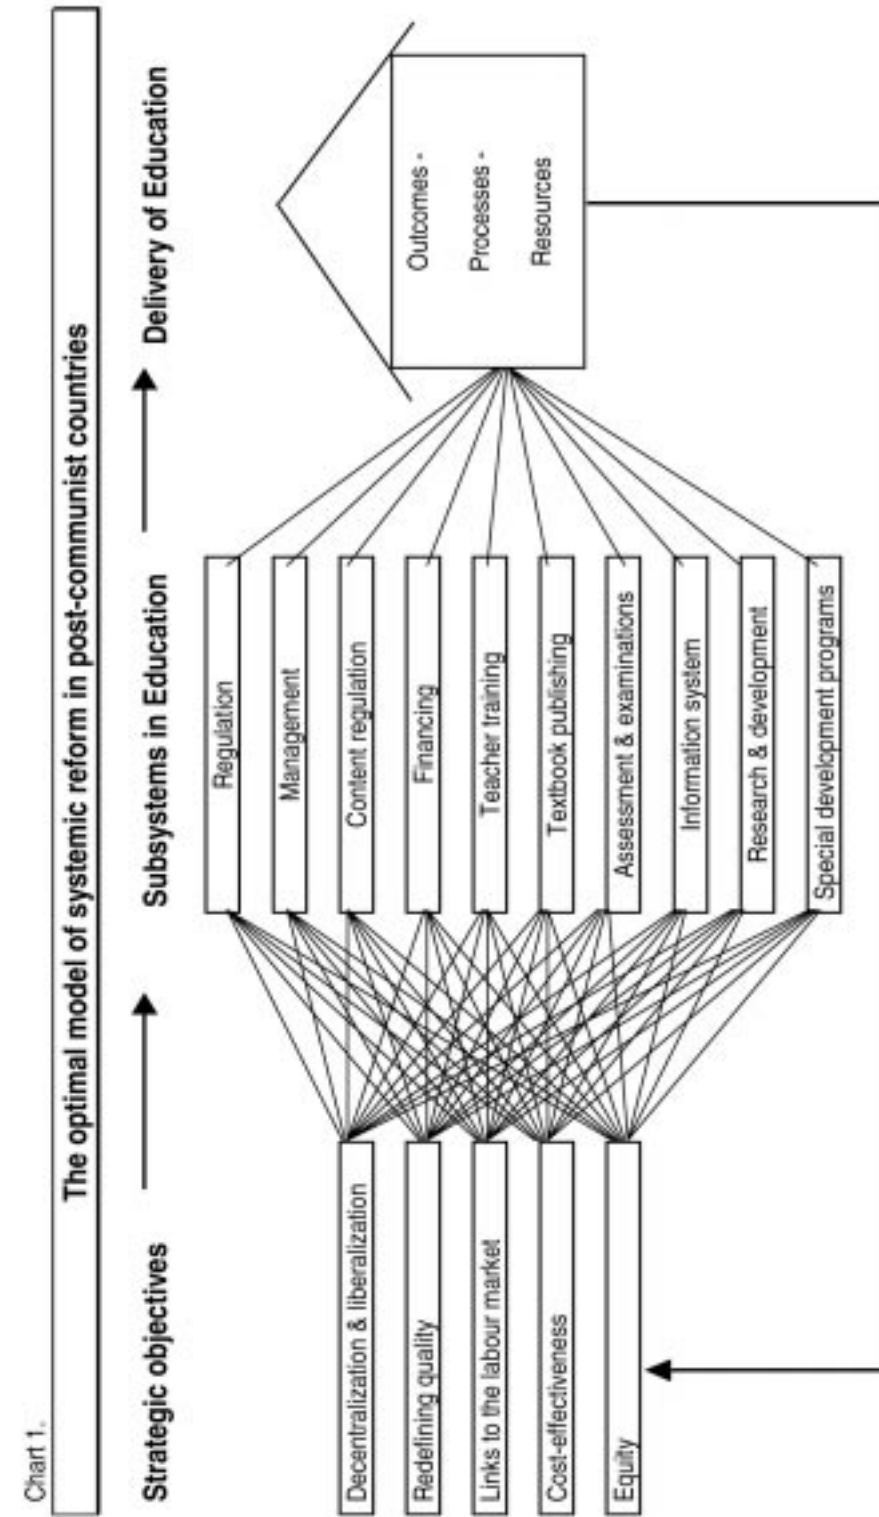 Chart 1.
The optimal model of systemic reform in post-communist countries
Strategic objectives
Subsystems in Education
Delivery of Education
Decentralization & liberalization
Redefining quality
Links to the labour market
Cost-effectiveness
Equity
Regulation
Management
Content regulation
Financing
Teacher training
Textbook publishing
Assessment & examinations
Information system
Research & development
Special development programs
Outcomes -
Processes -
Resources